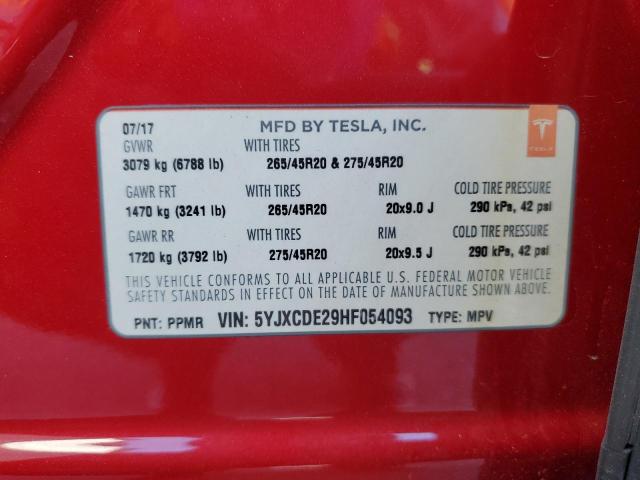 07/17 MFD BY TESLA, INC.
GVWR WITH TIRES
3079 kg (6788 lb) 265/45R20 & 275/45R20
TESLA
GAWR FRT WITH TIRES RIM COLD TIRE PRESSURE
1470 kg (3241 lb) 265/45R20 20x9.0 J 290 kPa, 42 psi
GAWR RR WITH TIRES RIM COLD TIRE PRESSURE
1720 kg (3792 lb) 275/45R20 20x9.5 J 290 kPa, 42 psi
THIS VEHICLE CONFORMS TO ALL APPLICABLE U.S. FEDERAL MOTOR VEHICLE
SAFETY STANDARDS IN EFFECT ON THE DATE OF MANUFACTURE SHOWN ABOVE.
PNT: PPMR VIN: 5YJXCDE29HF054093 TYPE: MPV